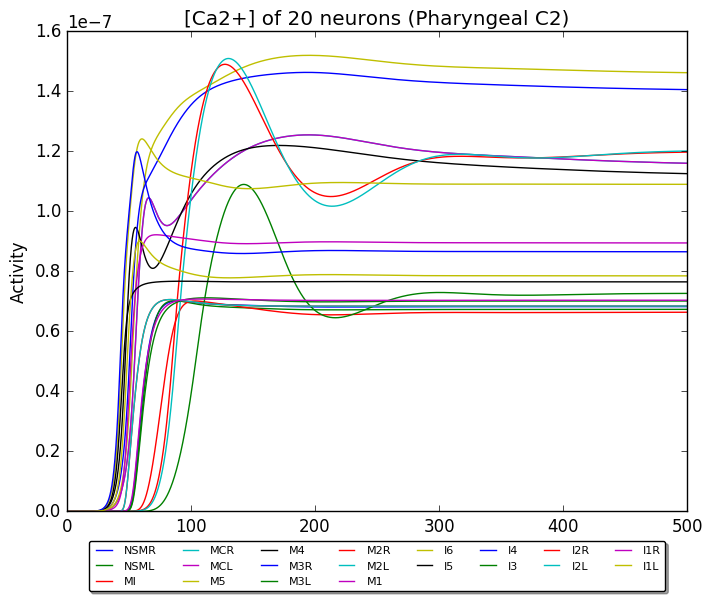 [Ca2+] of 20 neurons (Pharyngeal C2)
1e−7
1.6
1.4
1.2
1.0
0.8
0.6
0.4
0.2
0.0
Activity
0 100 200 300 400 500
NSMR MCR M4 M2R I6 I4 I2R I1R
NSML MCL M3R M2L I5 I3 I2L I1L
MI M5 M3L M1